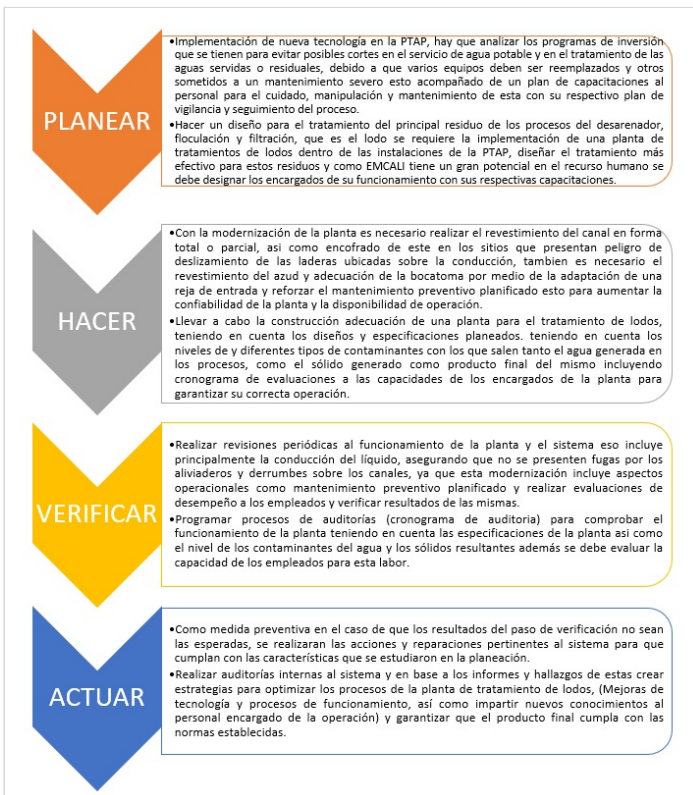 PLANEAR
•Implementación de nueva tecnología en la PTAP, hay que analizar los programas de inversión
que se tienen para evitar posibles cortes en el servicio de agua potable y en el tratamiento de las
aguas servidas o residuales, debido a que varios equipos deben ser reemplazados y otros
sometidos a un mantenimiento severo esto acompañado de un plan de capacitaciones al
personal para el cuidado, manipulación y mantenimiento de esta con su respectivo plan de
vigilancia y seguimiento del proceso.
•Hacer un diseño para el tratamiento del principal residuo de los procesos del desarenador,
floculación y filtración, que es el lodo se requiere la implementación de una planta de
tratamientos de lodos dentro de las instalaciones de la PTAP, diseñar el tratamiento más
efectivo para estos residuos y como EMCALI tiene un gran potencial en el recurso humano se
debe designar los encargados de su funcionamiento con sus respectivas capacitaciones.
HACER
•Con la modernización de la planta es necesario realizar el revestimiento del canal en forma
total o parcial, asi como encofrado de este en los sitios que presentan peligro de
deslizamiento de las laderas ubicadas sobre la conducción, tambien es necesario el
revestimiento del azud y adecuación de la bocatoma por medio de la adaptación de una
reja de entrada y reforzar el mantenimiento preventivo planificado esto para aumentar la
confiabilidad de la planta y la disponibilidad de operación.
•Llevar a cabo la construcción adecuación de una planta para el tratamiento de lodos,
teniendo en cuenta los diseños y especificaciones planeados. teniendo en cuenta los
niveles de y diferentes tipos de contaminantes con los que salen tanto el agua generada en
los procesos, como el sólido generado como producto final del mismo incluyendo
cronograma de evaluaciones a las capacidades de los encargados de la planta para
garantizar su correcta operación.
VERIFICAR
•Realizar revisiones periódicas al funcionamiento de la planta y el sistema eso incluye
principalmente la conducción del líquido, asegurando que no se presenten fugas por los
aliviaderos y derrumbes sobre los canales, ya que esta modernización incluye aspectos
operacionales como mantenimiento preventivo planificado y realizar evaluaciones de
desempeño a los empleados y verificar resultados de las mismas.
•Programar procesos de auditorías (cronograma de auditoria) para comprobar el
funcionamiento de la planta teniendo en cuenta las especificaciones de la planta asi como
el nivel de los contaminantes del agua y los sólidos resultantes además se debe evaluar la
capacidad de los empleados para esta labor.
ACTUAR
•Como medida preventiva en el caso de que los resultados del paso de verificación no sean
las esperadas, se realizaran las acciones y reparaciones pertinentes al sistema para que
cumplan con las características que se estudiaron en la planeación.
•Realizar auditorías internas al sistema y en base a los informes y hallazgos de estas crear
estrategias para optimizar los procesos de la planta de tratamiento de lodos, (Mejoras de
tecnología y procesos de funcionamiento, así como impartir nuevos conocimientos al
personal encargado de la operación) y garantizar que el producto final cumpla con las
normas establecidas.